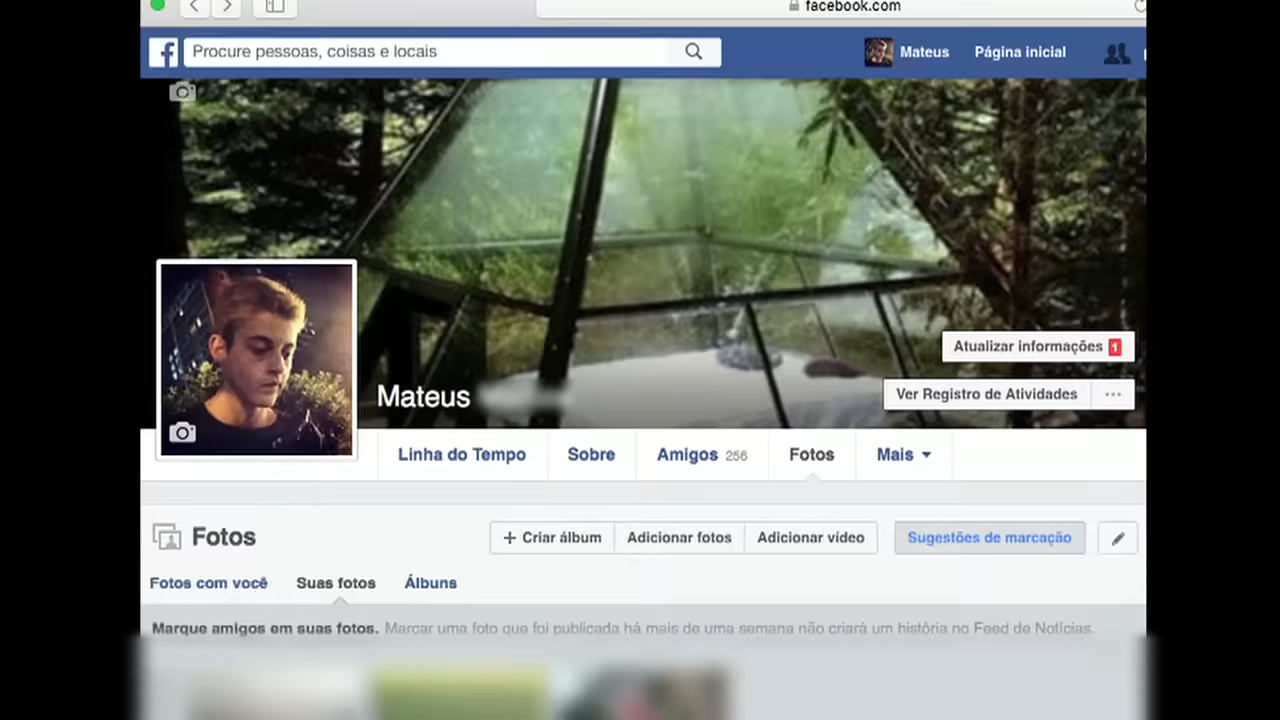 facebook.com
Procure pessoas, coisas e locais
Mateus
Página inicial
Atualizar informações 1
Mateus
Ver Registro de Atividades
Linha do Tempo Sobre Amigos 256 Fotos Mais
Fotos
+ Criar álbum Adicionar fotos Adicionar vídeo Sugestões de marcação
Fotos com você Suas fotos Álbuns
Marque amigos em suas fotos. Marcar uma foto que foi publicada há mais de uma semana não criará um história no Feed de Notícias.